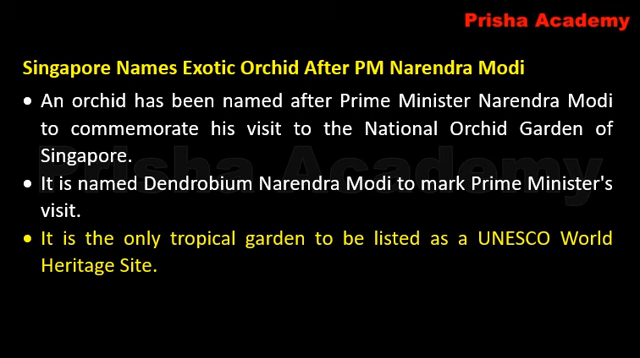 Prisha Academy
Singapore Names Exotic Orchid After PM Narendra Modi
• An orchid has been named after Prime Minister Narendra Modi
to commemorate his visit to the National Orchid Garden of
Singapore.
Prisha Academy
• It is named Dendrobium Narendra Modi to mark Prime Minister's
visit.
• It is the only tropical garden to be listed as a UNESCO World
Heritage Site.